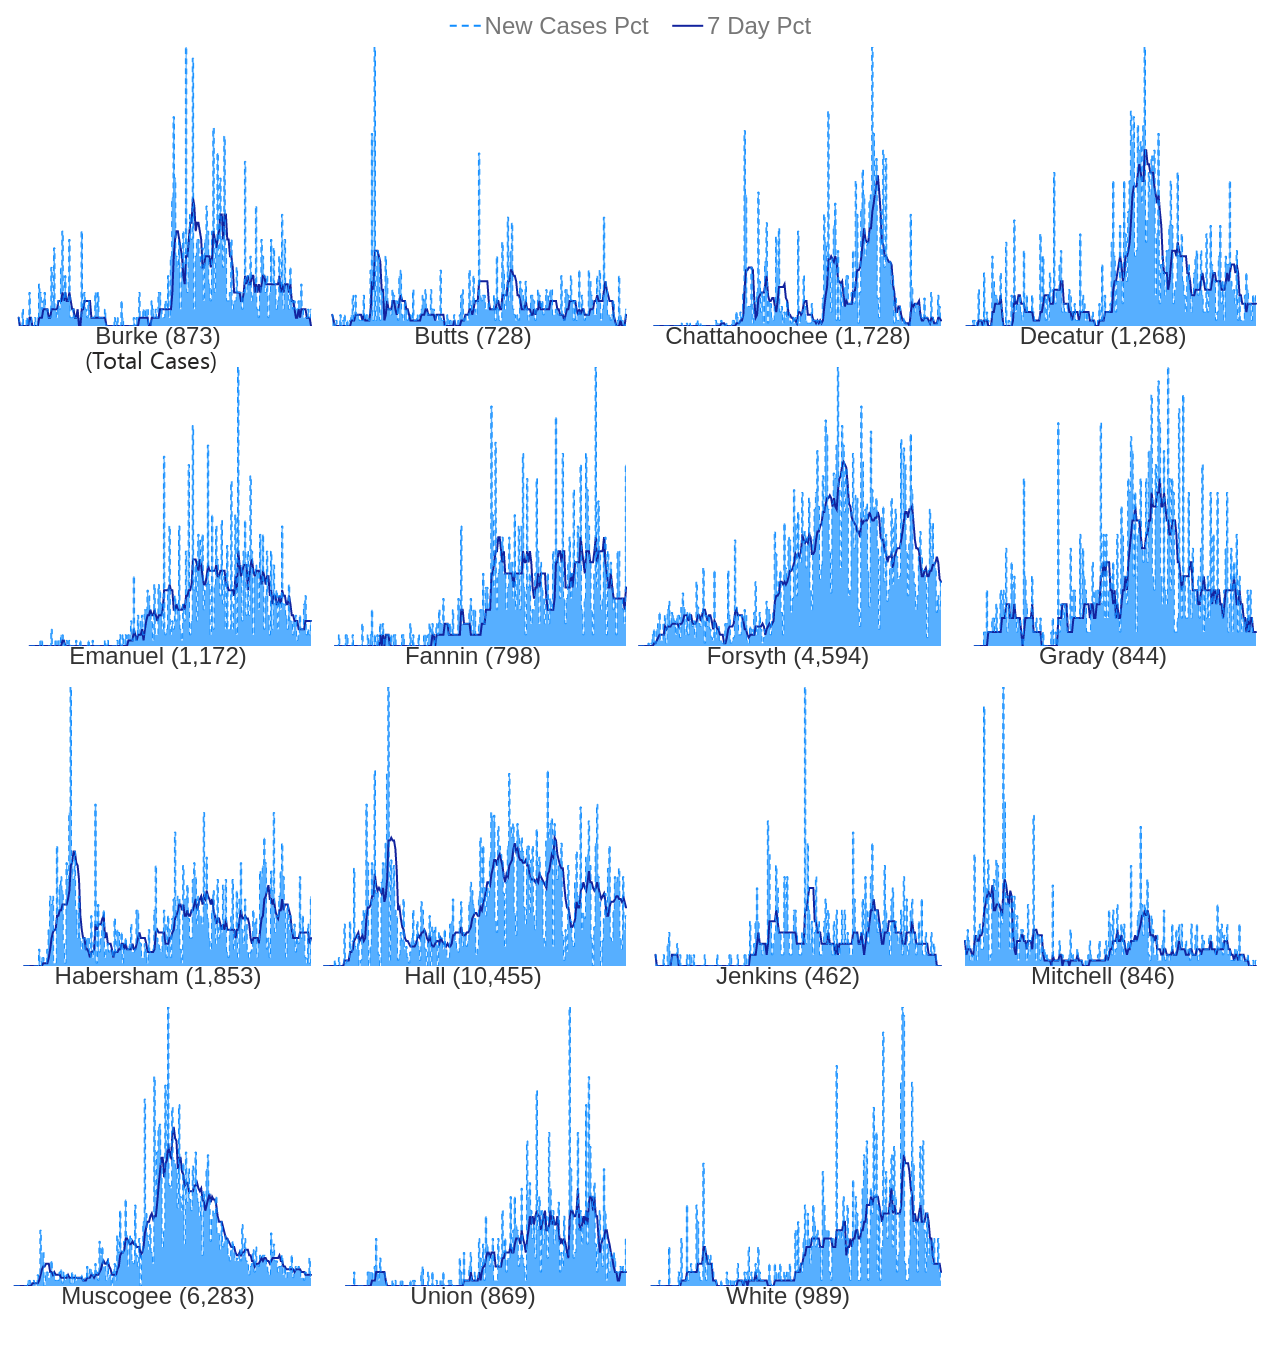 New Cases Pct 7 Day Pct
Burke (873) Butts (728) Chattahoochee (1,728) Decatur (1,268)
(Total Cases)
Emanuel (1,172) Fannin (798) Forsyth (4,594) Grady (844)
Habersham (1,853) Hall (10,455) Jenkins (462) Mitchell (846)
Muscogee (6,283) Union (869) White (989)